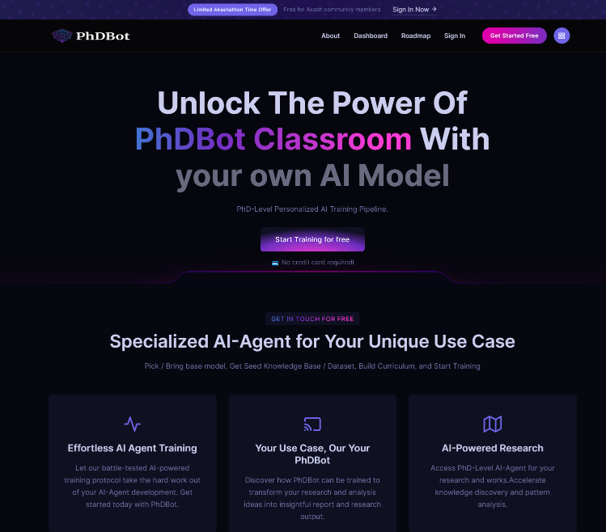 Limited Akashathon Time Offer Free for Akash community members Sign In Now →
PhDBot About Dashboard Roadmap Sign In Get Started Free
Unlock The Power Of
PhDBot Classroom With
your own AI Model
PhD-Level Personalized AI Training Pipeline.
Start Training for free
No credit card required!
GET IN TOUCH FOR FREE
Specialized AI-Agent for Your Unique Use Case
Pick / Bring base model, Get Seed Knowledge Base / Dataset, Build Curriculum, and Start Training
Effortless AI Agent Training
Let our battle-tested AI-powered
training protocol take the hard work out
of your AI-Agent development. Get
started today with PhDBot.
Your Use Case, Our Your
PhDBot
Discover how PhDBot can be trained to
transform your research and analysis
ideas into insightful report and research
output.
AI-Powered Research
Access PhD-Level AI-Agent for your
research and works.Accelerate
knowledge discovery and pattern
analysis.